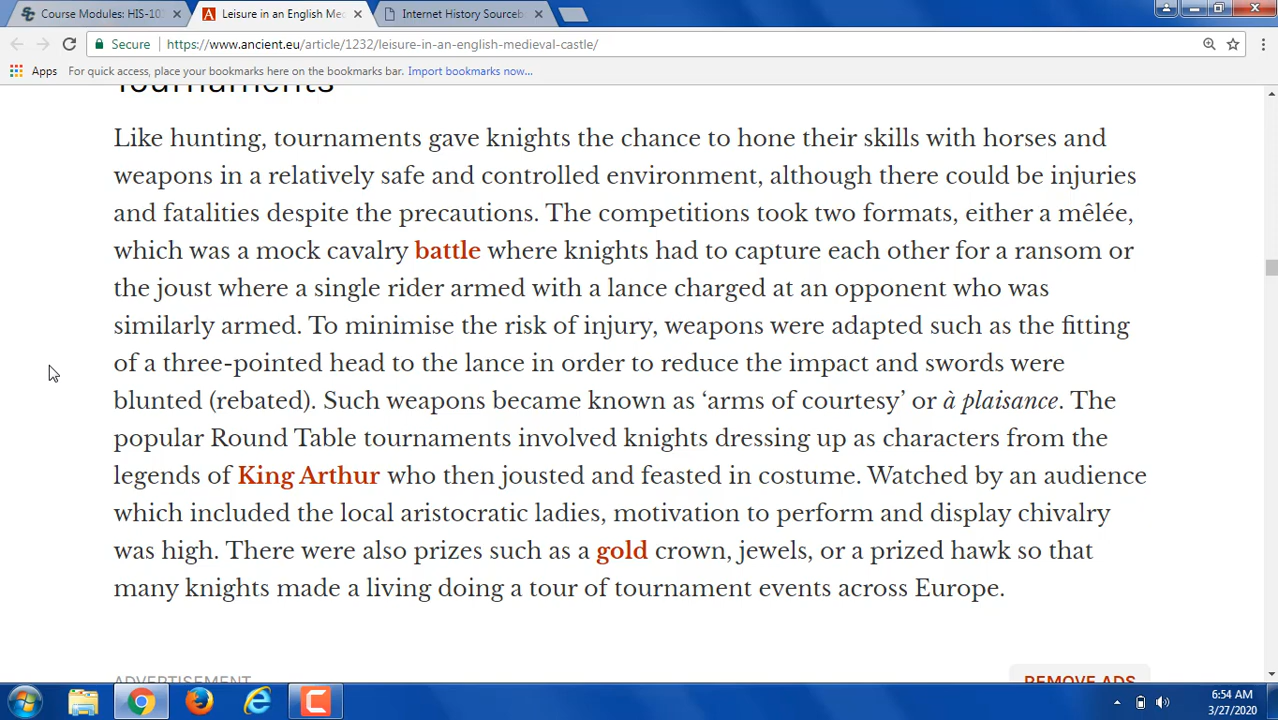 Course Modules: HIS-10
Leisure in an English Me
Internet History Sourceb
Secure
https://www.ancient.eu/article/1232/leisure-in-an-english-medieval-castle/
Apps
For quick access, place your bookmarks here on the bookmarks bar. Import bookmarks now...
Tournaments
Like hunting, tournaments gave knights the chance to hone their skills with horses and
weapons in a relatively safe and controlled environment, although there could be injuries
and fatalities despite the precautions. The competitions took two formats, either a mêlée,
which was a mock cavalry battle where knights had to capture each other for a ransom or
the joust where a single rider armed with a lance charged at an opponent who was
similarly armed. To minimise the risk of injury, weapons were adapted such as the fitting
of a three-pointed head to the lance in order to reduce the impact and swords were
blunted (rebated). Such weapons became known as ‘arms of courtesy’ or à plaisance. The
popular Round Table tournaments involved knights dressing up as characters from the
legends of King Arthur who then jousted and feasted in costume. Watched by an audience
which included the local aristocratic ladies, motivation to perform and display chivalry
was high. There were also prizes such as a gold crown, jewels, or a prized hawk so that
many knights made a living doing a tour of tournament events across Europe.
ADVERTISEMENT
REMOVE ADS
6:54 AM
3/27/2020